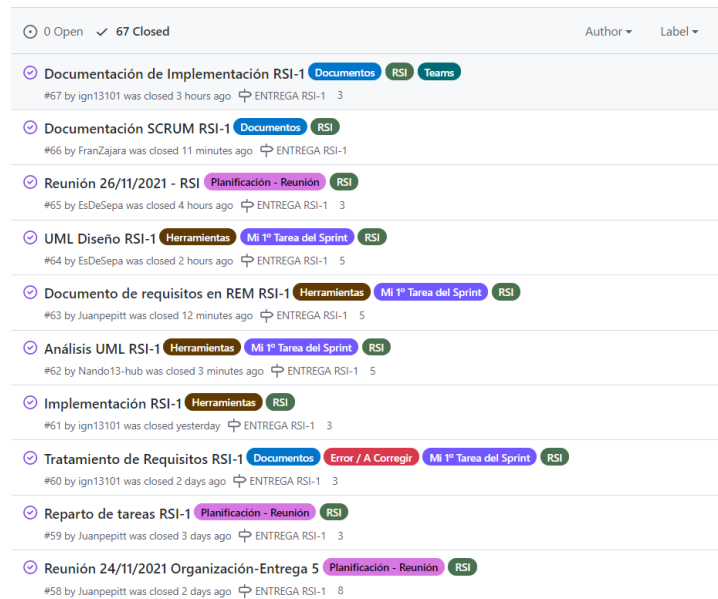 0 Open 67 Closed Author Label
Documentación de Implementación RSI-1 Documentos RSI Teams
#67 by ign13101 was closed 3 hours ago ENTREGA RSI-1 3
Documentación SCRUM RSI-1 Documentos RSI
#66 by FranZajara was closed 11 minutes ago ENTREGA RSI-1
Reunión 26/11/2021 - RSI Planificación - Reunión RSI
#65 by EsDeSepa was closed 4 hours ago ENTREGA RSI-1 3
UML Diseño RSI-1 Herramientas Mi 1º Tarea del Sprint RSI
#64 by EsDeSepa was closed 2 hours ago ENTREGA RSI-1 5
Documento de requisitos en REM RSI-1 Herramientas Mi 1º Tarea del Sprint RSI
#63 by Juanpepitt was closed 12 minutes ago ENTREGA RSI-1 5
Análisis UML RSI-1 Herramientas Mi 1º Tarea del Sprint RSI
#62 by Nando13-hub was closed 3 minutes ago ENTREGA RSI-1 5
Implementación RSI-1 Herramientas RSI
#61 by ign13101 was closed yesterday ENTREGA RSI-1 3
Tratamiento de Requisitos RSI-1 Documentos Error / A Corregir Mi 1º Tarea del Sprint RSI
#60 by ign13101 was closed 2 days ago ENTREGA RSI-1 3
Reparto de tareas RSI-1 Planificación - Reunión RSI
#59 by Juanpepitt was closed 3 days ago ENTREGA RSI-1 3
Reunión 24/11/2021 Organización-Entrega 5 Planificación - Reunión RSI
#58 by Juanpepitt was closed 2 days ago ENTREGA RSI-1 8